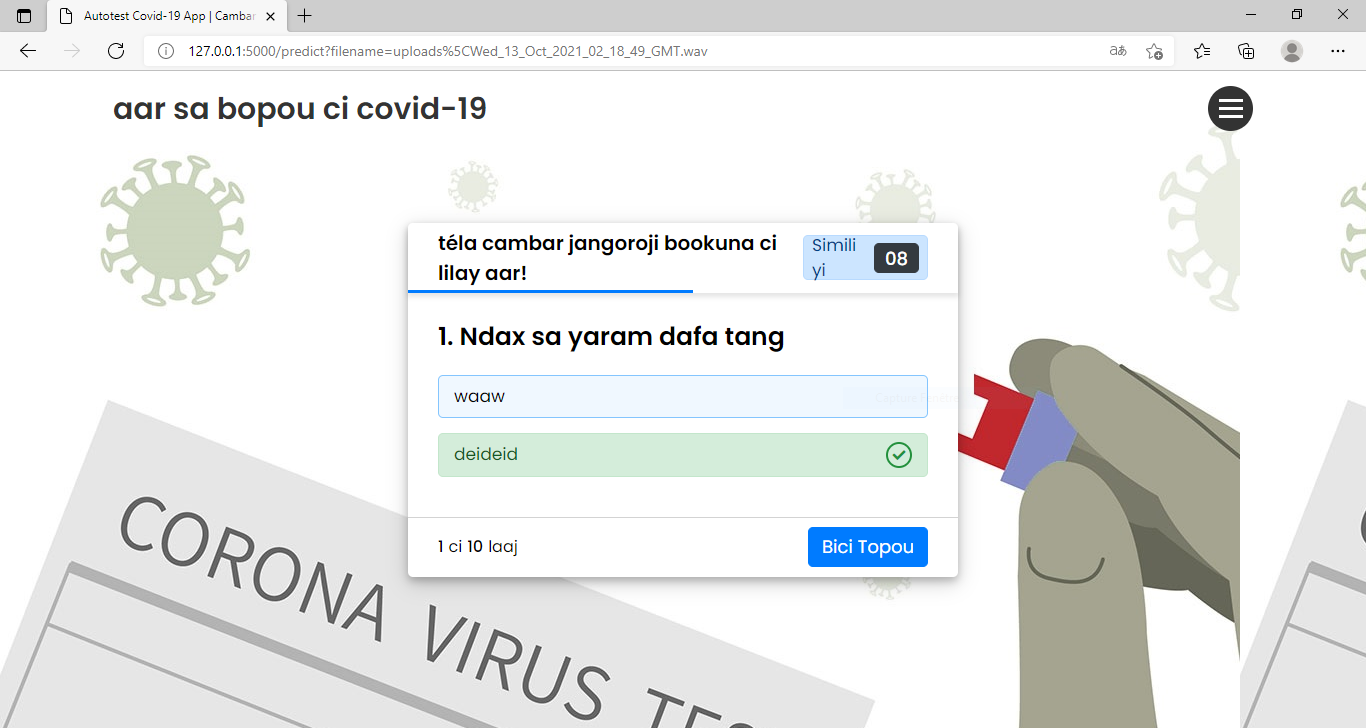 Autotest Covid-19 App | Cambar
127.0.0.1:5000/predict?filename=uploads%5CWed_13_Oct_2021_02_18_49_GMT.wav
aあ
aar sa bopou ci covid-19
téla cambar jangoroji bookuna ci
lilay aar!
Simili
yi
08
1. Ndax sa yaram dafa tang
waaw
deideid
1 ci 10 laaj
Bici Topou
CORONA VIRUS